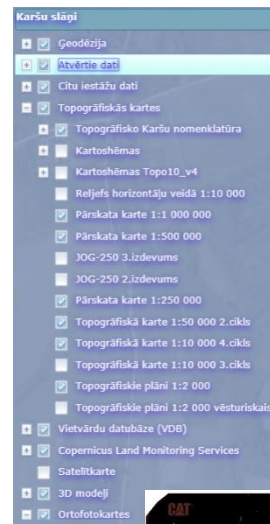 Karšu slāņi
Ģeodēzija
Atvērtie dati
Citu iestāžu dati
Topogrāfiskās kartes
Topogrāfisko Karšu nomenklatūra
Kartoshēmas
Kartoshēmas Topo10_v4
Reljefs horizontāļu veidā 1:10 000
Pārskata karte 1:1 000 000
Pārskata karte 1:500 000
JOG-250 3.izdevums
JOG-250 2.izdevums
Pārskata karte 1:250 000
Topogrāfiskā karte 1:50 000 2.cikls
Topogrāfiskā karte 1:10 000 4.cikls
Topogrāfiskā karte 1:10 000 3.cikls
Topogrāfiskie plāni 1:2 000
Topogrāfiskie plāni 1:2 000 vēsturiskais
Vietvārdu datubāze (VDB)
Copernicus Land Monitoring Services
Satelītkarte
3D modeļi
Ortofotokartes
CAT